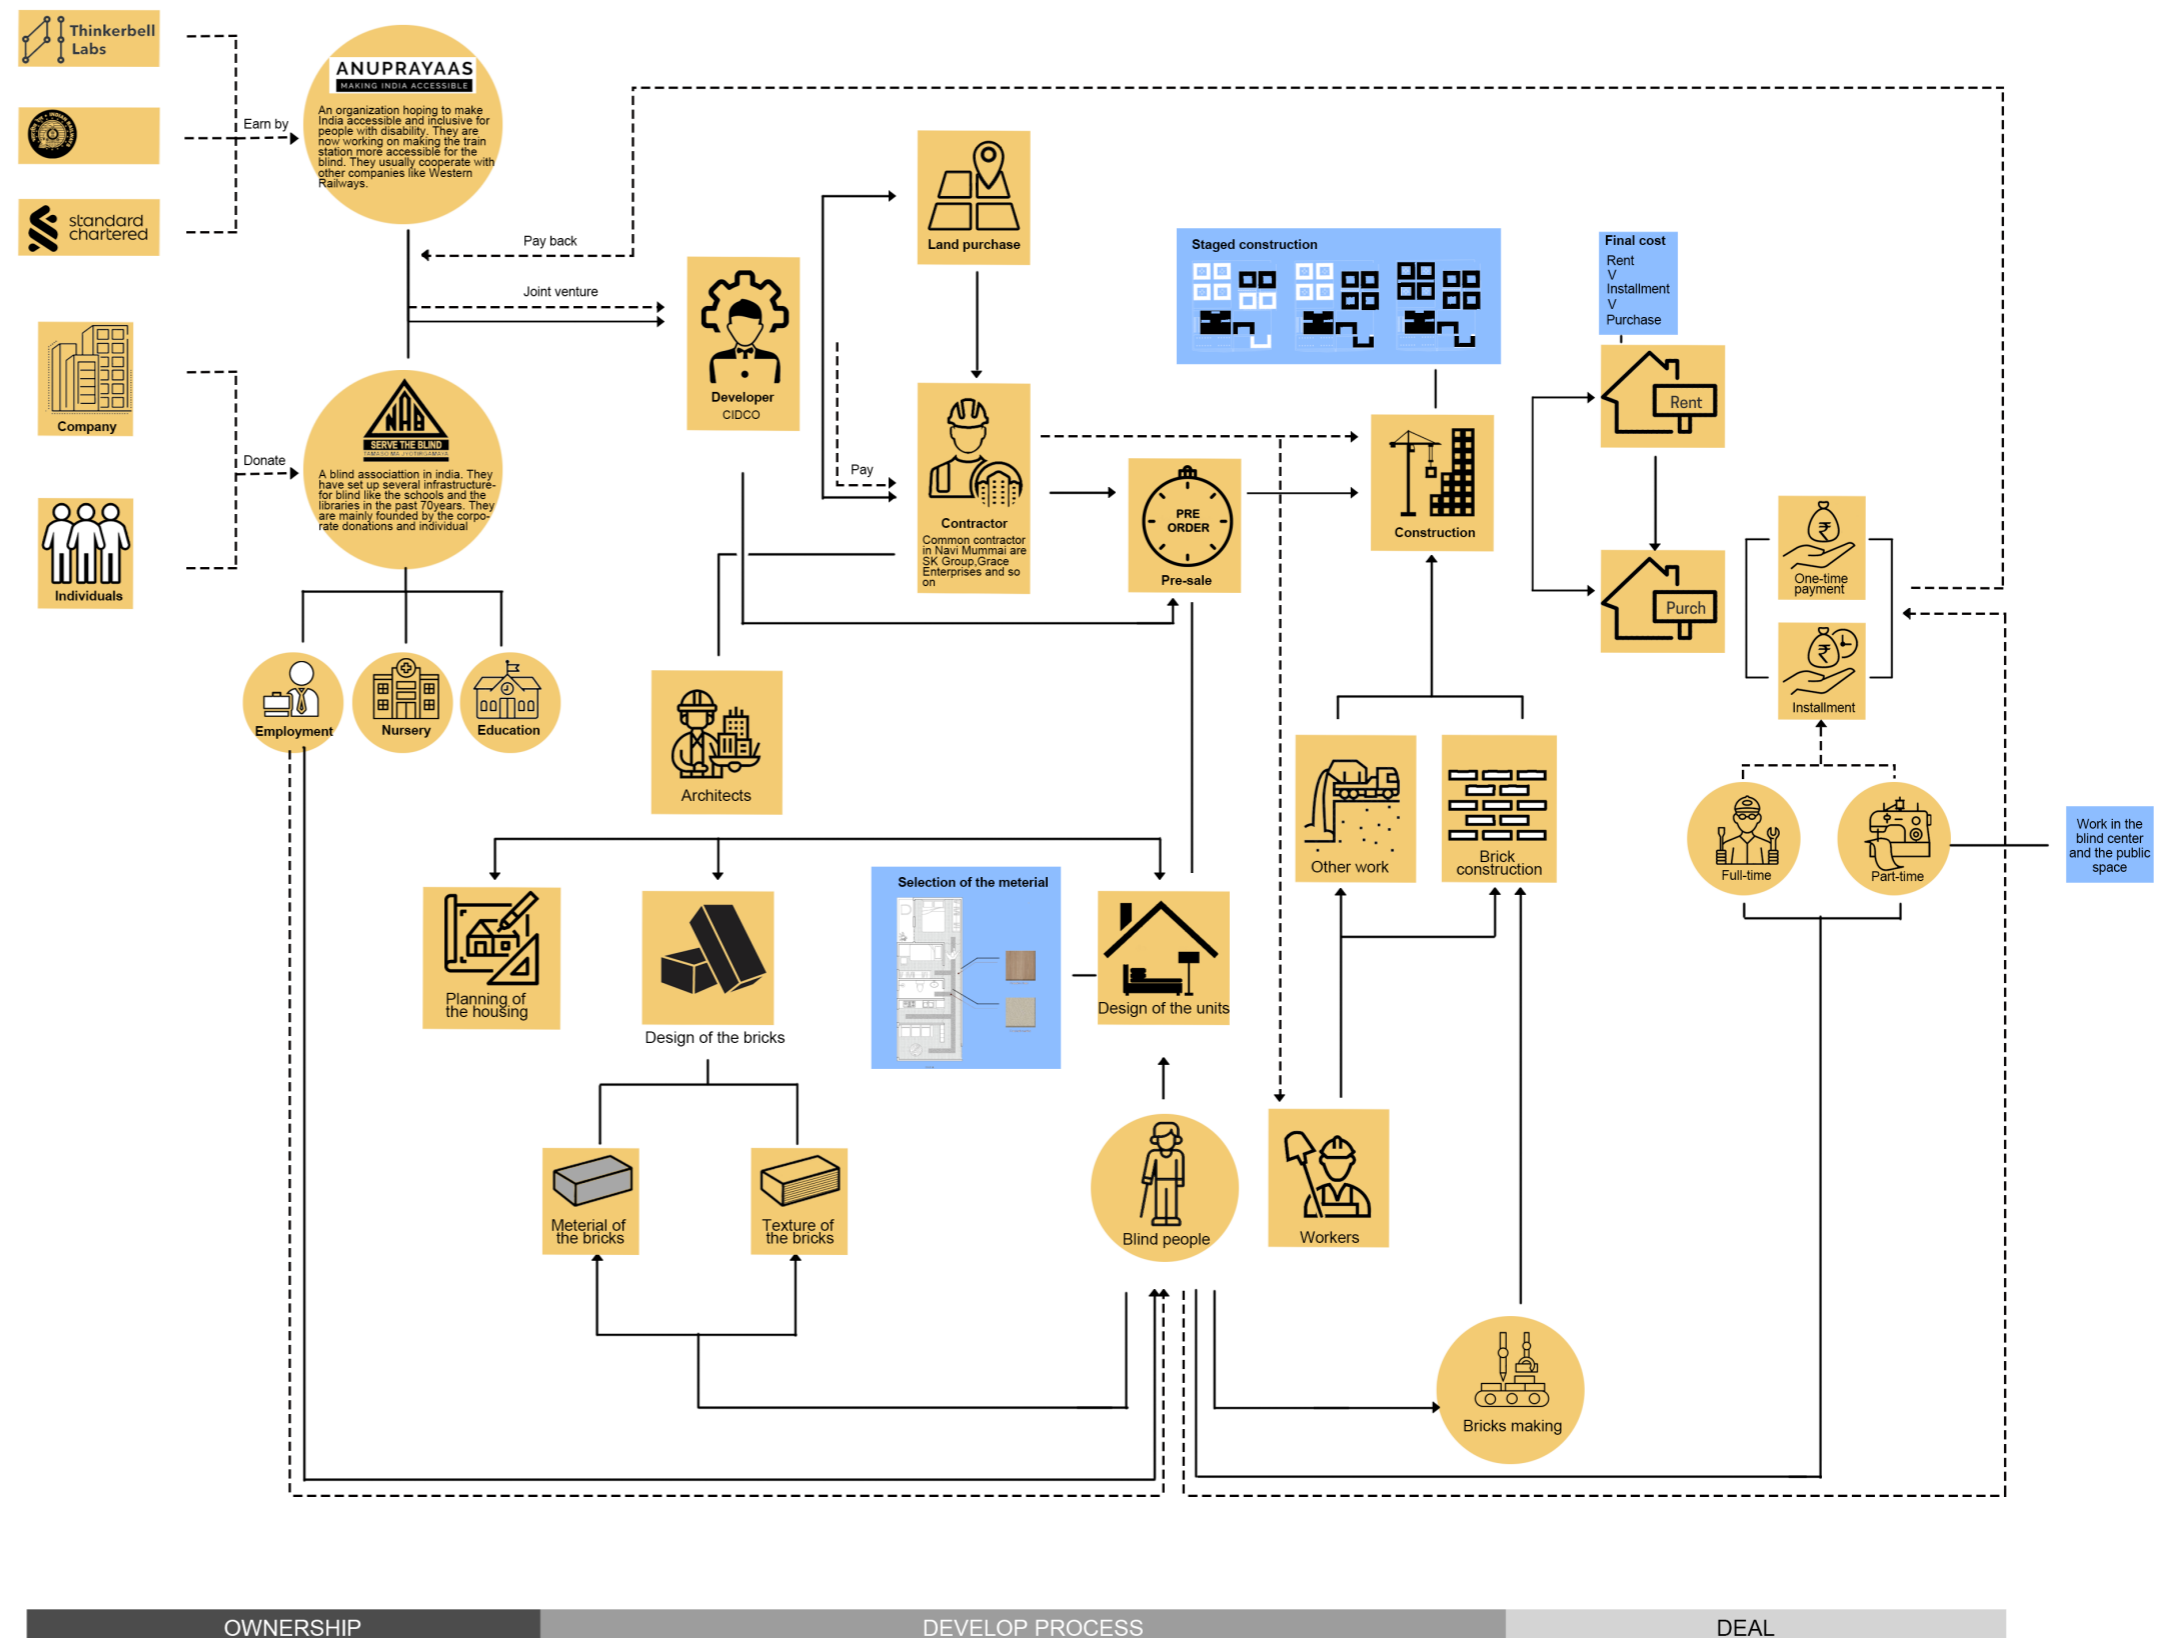 Thinkerbell
Labs
standard
chartered
Earn by
ANUPRAYAAS
MAKING INDIA ACCESSIBLE
An organization hoping to make
India accessible and inclusive for
people with disability. They are
now working on making the train
station more accessible for the
blind. They usually cooperate with
other companies like Western
Railways.
Pay back
Joint venture
Company
Individuals
Donate
NAB
SERVE THE BLIND
TAMASO MA JYOTIRGAMAYA
A blind associattion in india. They
have set up several infrastructure-
for blind like the schools and the
libraries in the past 70years. They
are mainly founded by the corpo-
rate donations and individual
Employment
Nursery
Education
Developer
CIDCO
Land purchase
Pay
Contractor
Common contractor
in Navi Mummai are
SK Group,Grace
Enterprises and so
on
PRE
ORDER
Pre-sale
Staged construction
Construction
Final cost
Rent
V
Installment
V
Purchase
Rent
Purch
One-time
payment
Installment
Full-time
Part-time
Work in the
blind center
and the public
space
Architects
Planning of
the housing
Design of the bricks
Selection of the meterial
Design of the units
Other work
Brick
construction
Meterial of
the bricks
Texture of
the bricks
Blind people
Workers
Bricks making
OWNERSHIP
DEVELOP PROCESS
DEAL